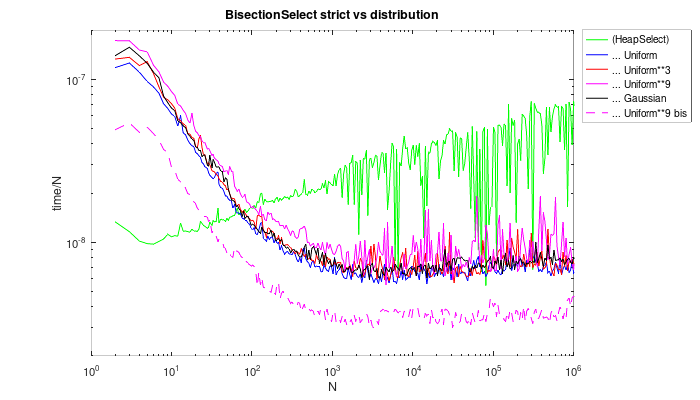 BisectionSelect strict vs distribution
(HeapSelect)
... Uniform
... Uniform**3
... Uniform**9
... Gaussian
... Uniform**9 bis
time/N
10^-7
10^-8
10^0 10^1 10^2 10^3 10^4 10^5 10^6
N